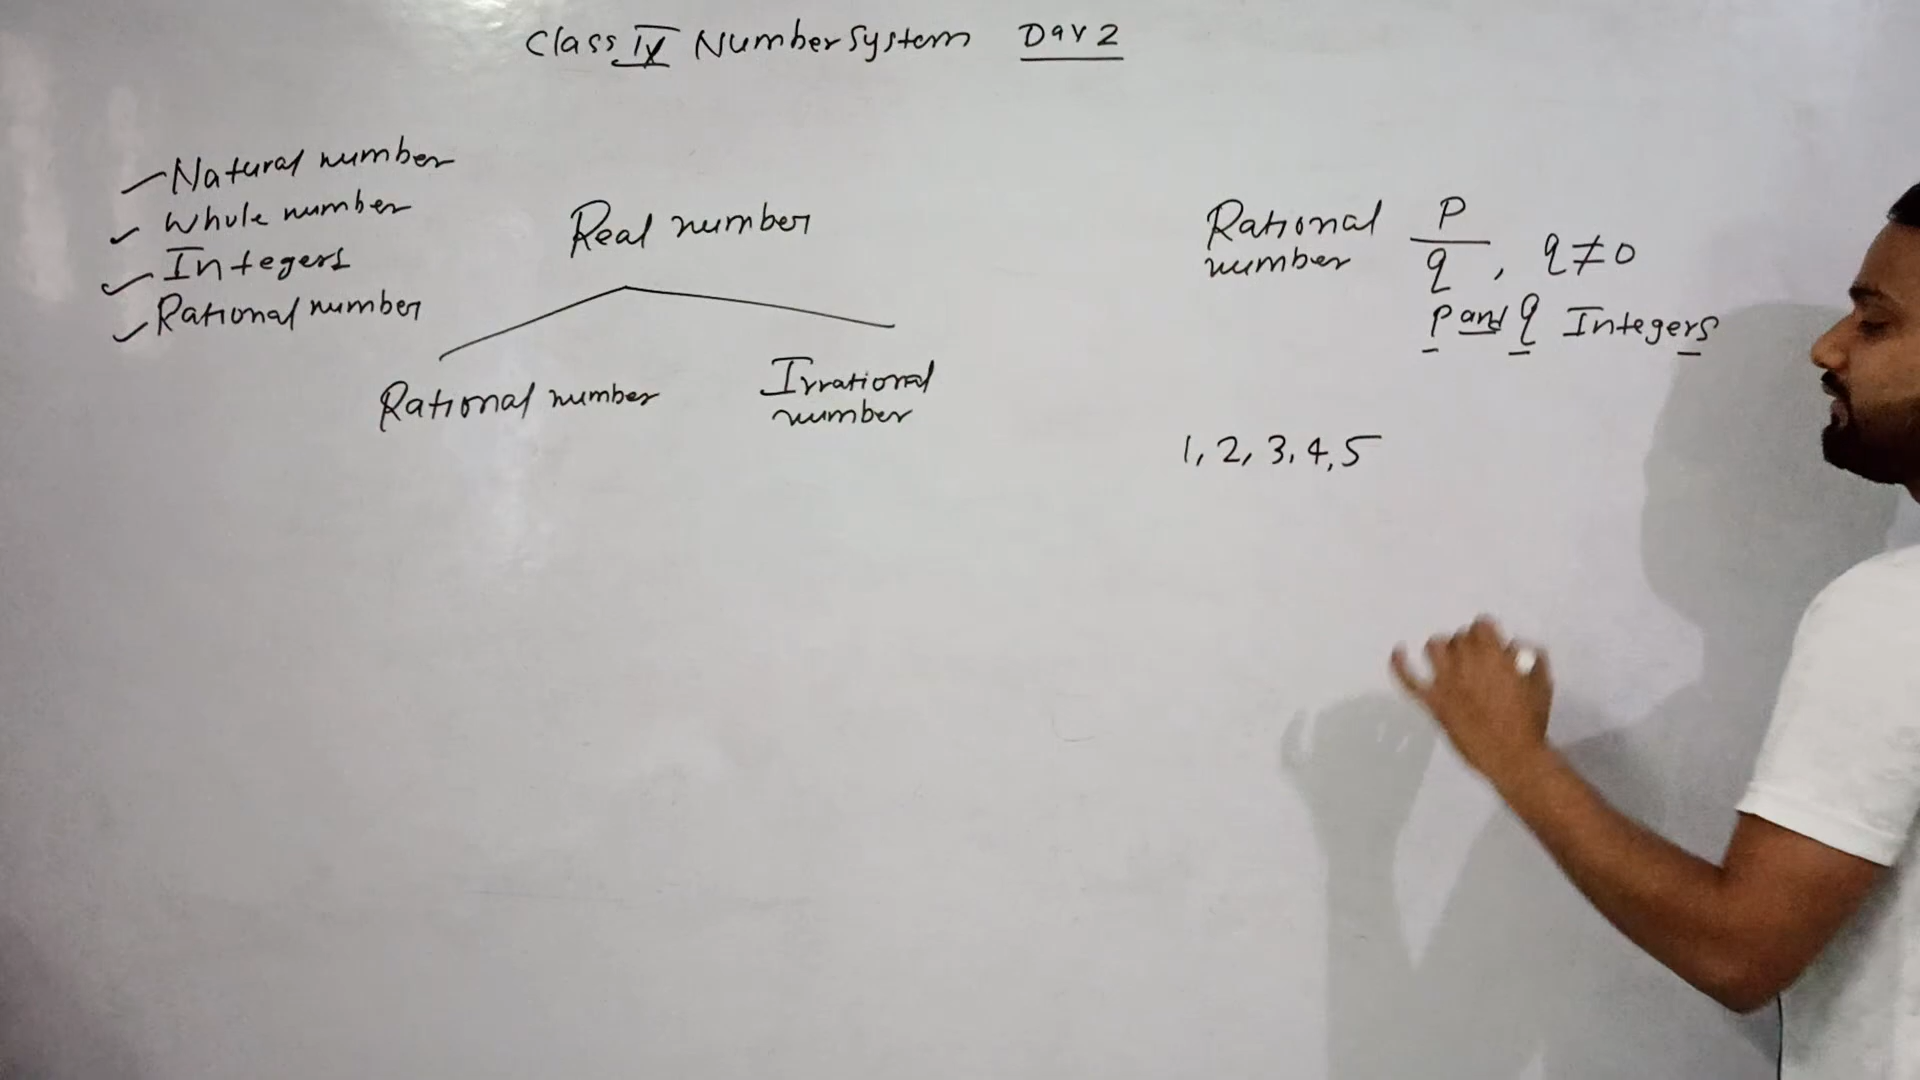 Class IX Number System Day 2
Natural number
Whole number
Integers
Rational number
Real number
Rational number
Irrational
number
Rational
number
P
q , q≠0
P and q Integers
1, 2, 3, 4, 5